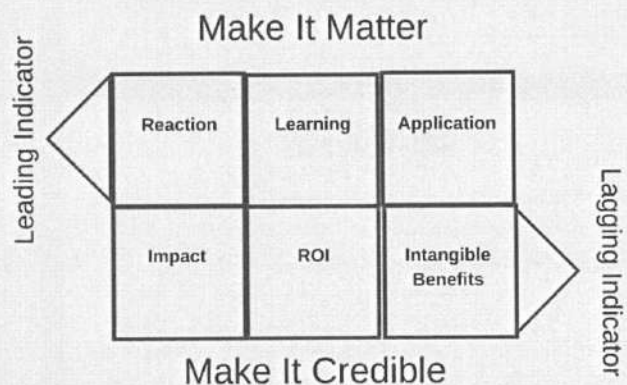 Make It Matter
Leading Indicator
Reaction
Learning
Application
Impact
ROI
Intangible
Benefits
Lagging Indicator
Make It Credible